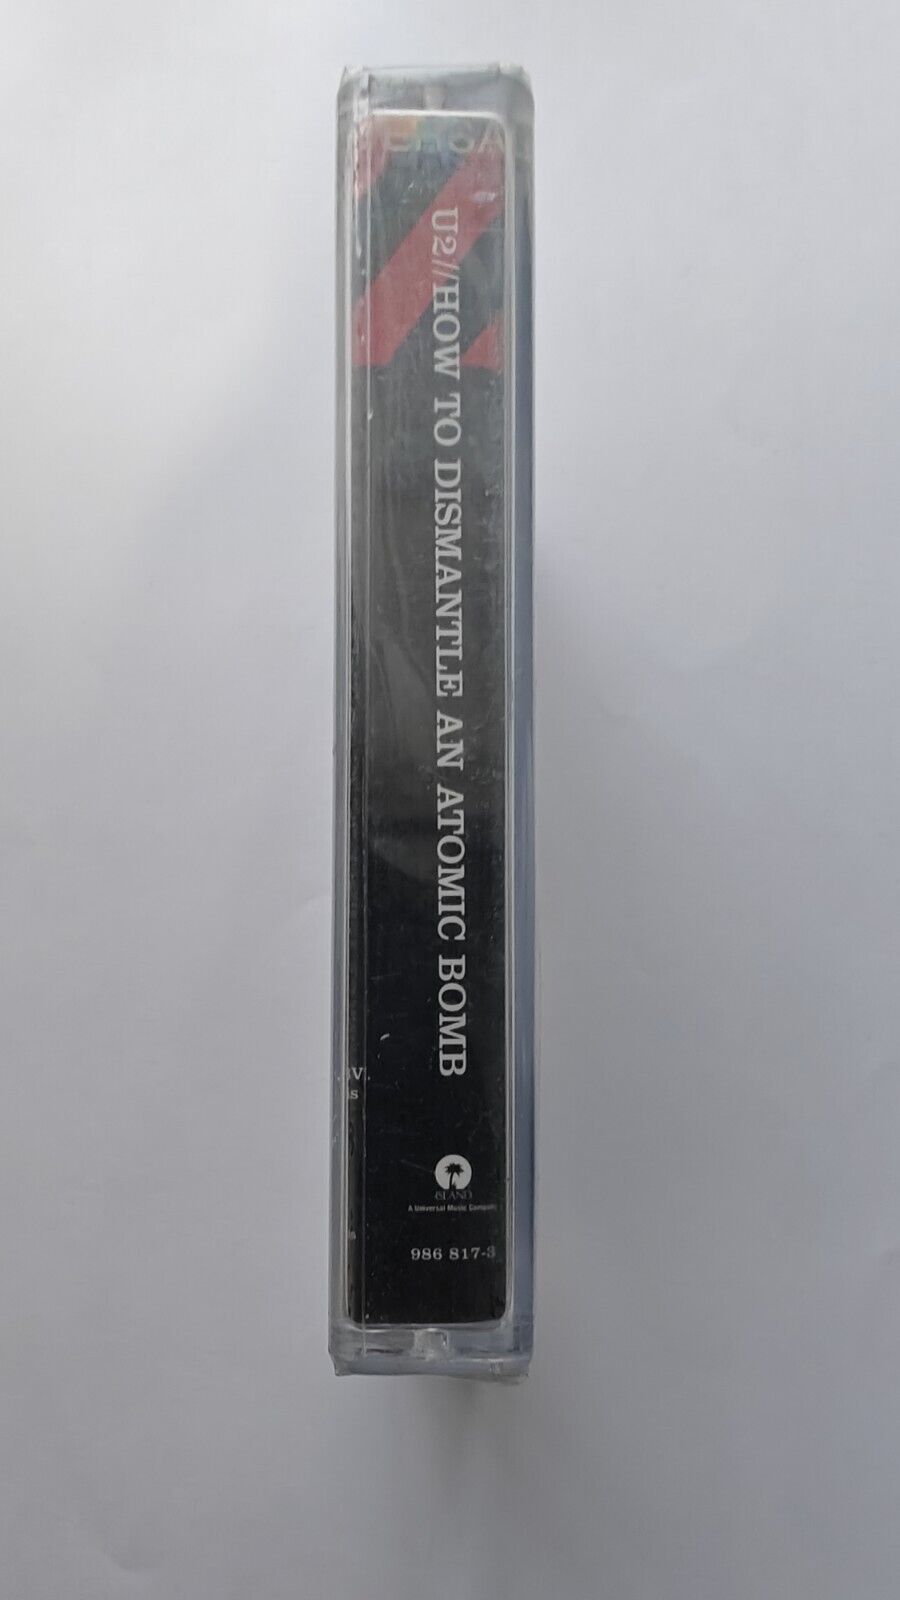 U2//HOW TO DISMANTLE AN ATOMIC BOMB
ISLAND
A Universal Music Company
986 817-3